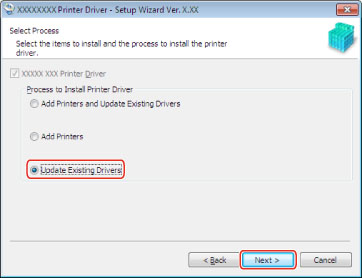 XXXXXXXX Printer Driver - Setup Wizard Ver. X.XX
Select Process
Select the items to install and the process to install the printer
driver.
XXXXX XXX Printer Driver
Process to Install Printer Driver
Add Printers and Update Existing Drivers
Add Printers
Update Existing Drivers
< Back
Next >
Cancel